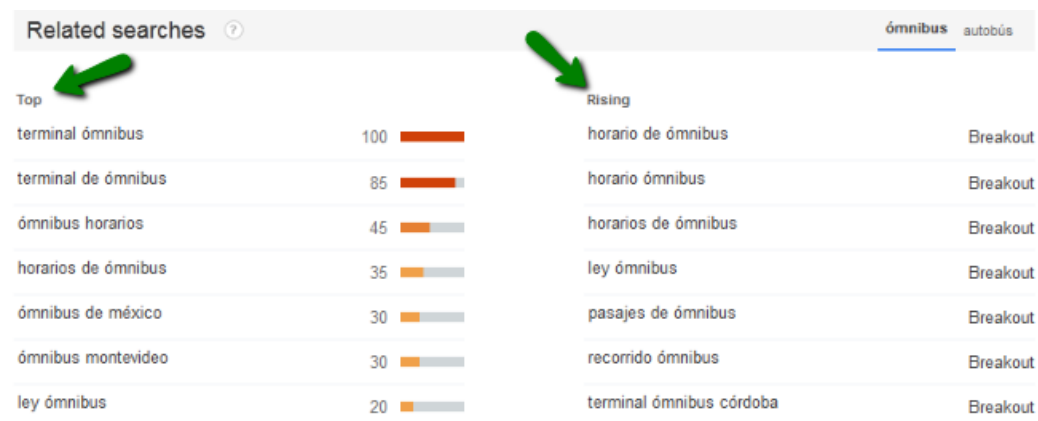 Related searches ?
ómnibus autobús
Top
terminal ómnibus 100
terminal de ómnibus 85
ómnibus horarios 45
horarios de ómnibus 35
ómnibus de méxico 30
ómnibus montevideo 30
ley ómnibus 20
Rising
horario de ómnibus Breakout
horario ómnibus Breakout
horarios de ómnibus Breakout
ley ómnibus Breakout
pasajes de ómnibus Breakout
recorrido ómnibus Breakout
terminal ómnibus córdoba Breakout